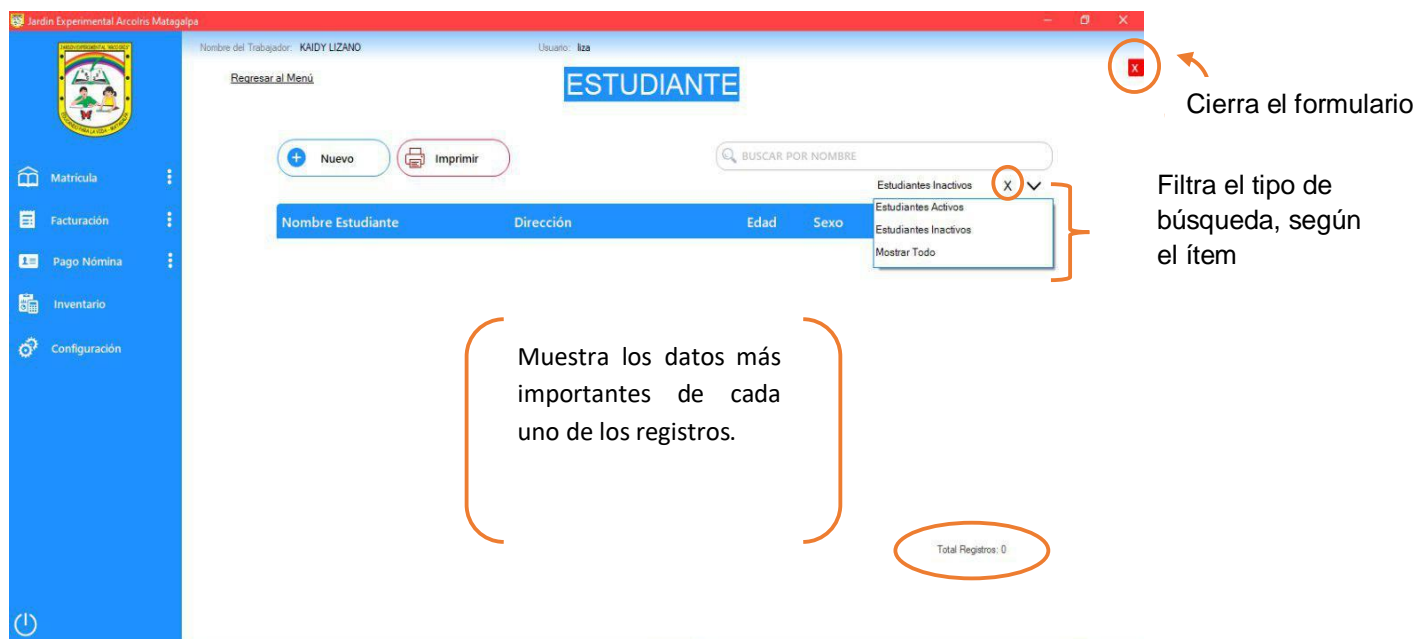 Jardin Experimental ArcoIris Matagalpa
Nombre del Trabajador: KAIDY LIZANO
Usuario: liza
Regresar al Menú
ESTUDIANTE
X
Cierra el formulario
Nuevo
Imprimir
BUSCAR POR NOMBRE
Estudiantes Inactivos X
Estudiantes Activos
Estudiantes Inactivos
Mostrar Todo
Filtra el tipo de
búsqueda, según
el ítem
Matrícula
Facturación
Pago Nómina
Inventario
Configuración
Nombre Estudiante Dirección Edad Sexo
Muestra los datos más
importantes de cada
uno de los registros.
Total Registros: 0